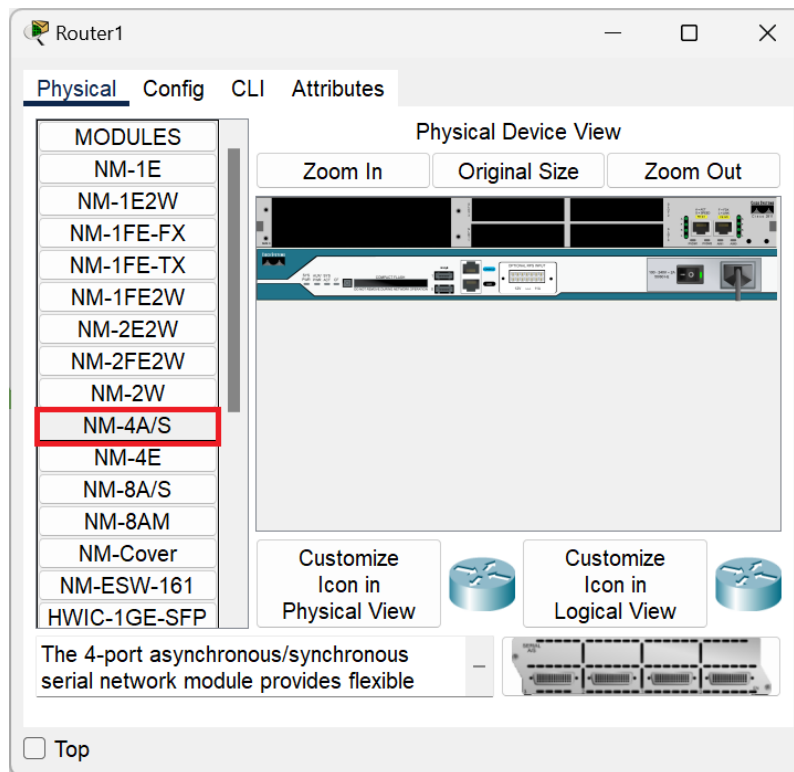 Router1
Physical Config CLI Attributes
MODULES
NM-1E
NM-1E2W
NM-1FE-FX
NM-1FE-TX
NM-1FE2W
NM-2E2W
NM-2FE2W
NM-2W
NM-4A/S
NM-4E
NM-8A/S
NM-8AM
NM-Cover
NM-ESW-161
HWIC-1GE-SFP
Physical Device View
Zoom In Original Size Zoom Out
Customize
Icon in
Physical View
Customize
Icon in
Logical View
The 4-port asynchronous/synchronous
serial network module provides flexible
SERIAL
A/S
Top